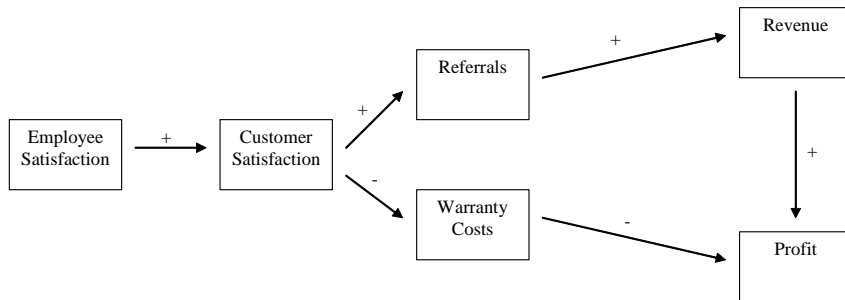 Employee
Satisfaction
+
Customer
Satisfaction
+
-
Referrals
Warranty
Costs
+
-
Revenue
+
Profit